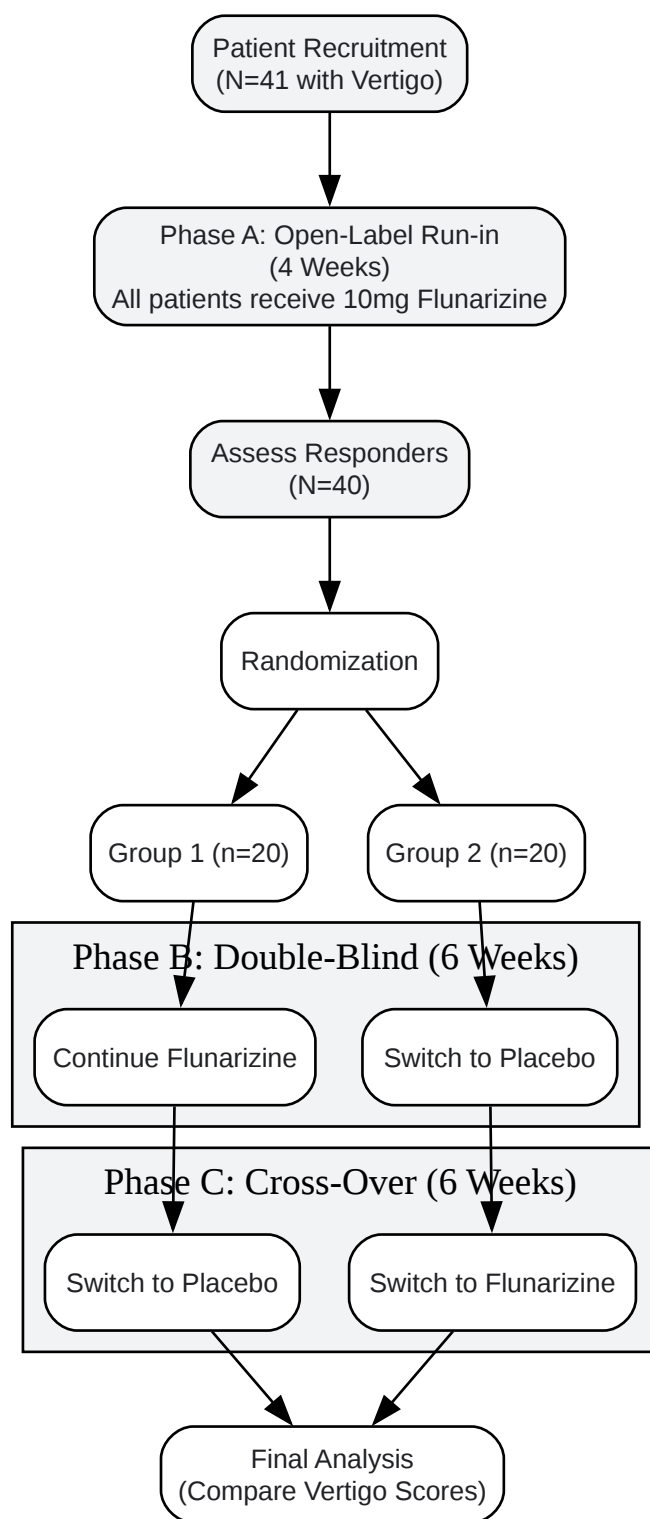 Patient Recruitment
(N=41 with Vertigo)
Phase A: Open-Label Run-in
(4 Weeks)
All patients receive 10mg Flunarizine
Assess Responders
(N=40)
Randomization
Group 1 (n=20)
Group 2 (n=20)
Phase B: Double-Blind (6 Weeks)
Continue Flunarizine
Switch to Placebo
Phase C: Cross-Over (6 Weeks)
Switch to Placebo
Switch to Flunarizine
Final Analysis
(Compare Vertigo Scores)